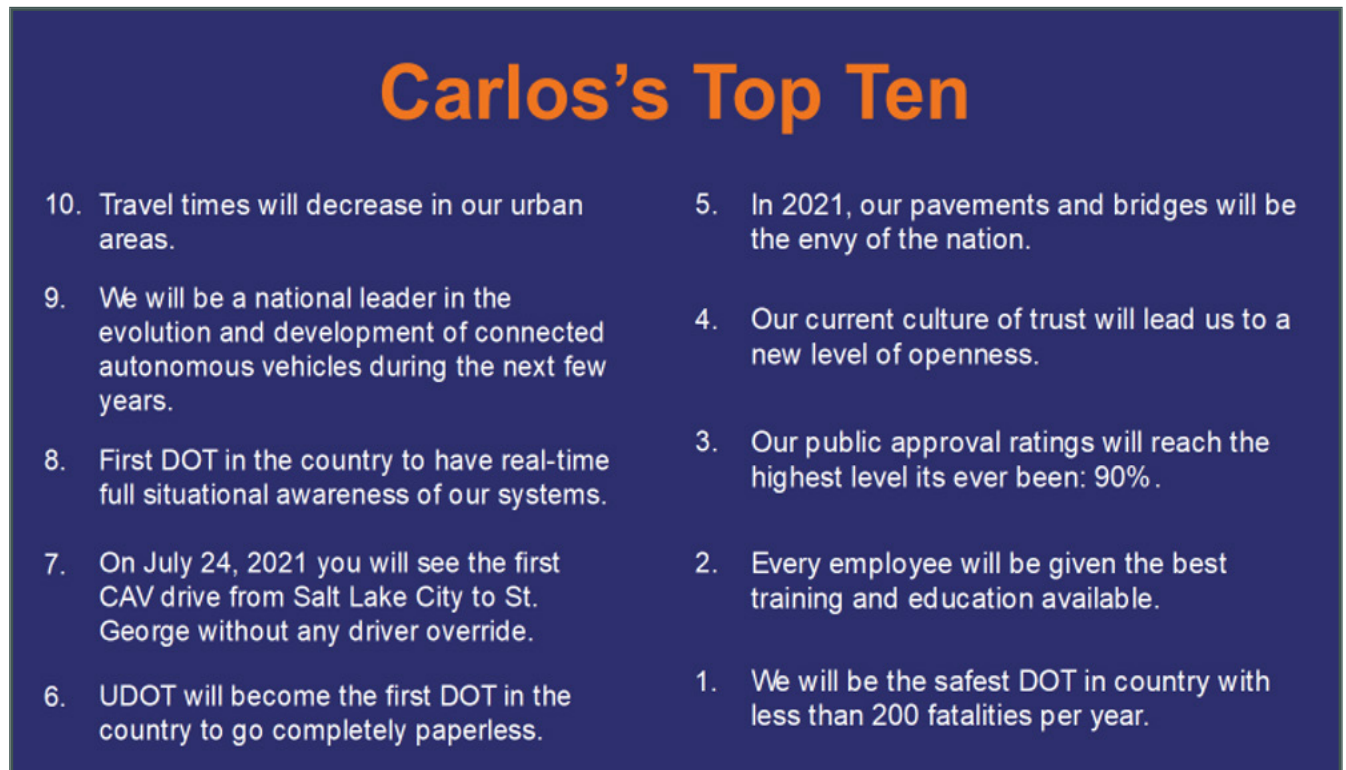 Carlos’s Top Ten
10. Travel times will decrease in our urban
areas.
9. We will be a national leader in the
evolution and development of connected
autonomous vehicles during the next few
years.
8. First DOT in the country to have real-time
full situational awareness of our systems.
7. On July 24, 2021 you will see the first
CAV drive from Salt Lake City to St.
George without any driver override.
6. UDOT will become the first DOT in the
country to go completely paperless.
5. In 2021, our pavements and bridges will be
the envy of the nation.
4. Our current culture of trust will lead us to a
new level of openness.
3. Our public approval ratings will reach the
highest level its ever been: 90%.
2. Every employee will be given the best
training and education available.
1. We will be the safest DOT in country with
less than 200 fatalities per year.